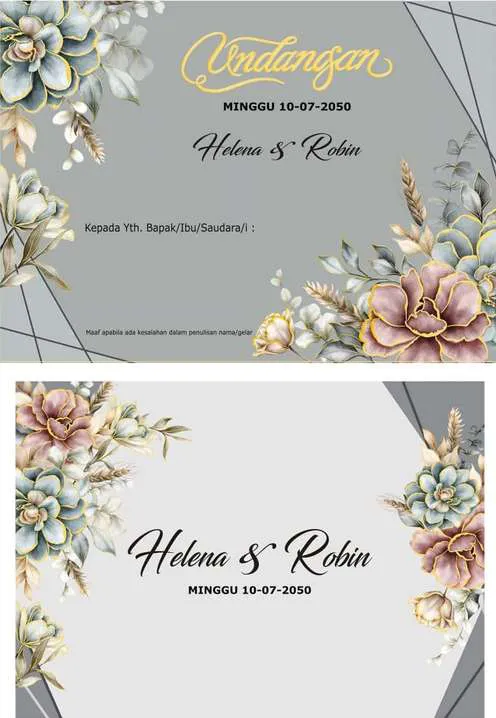 Undangan
MINGGU 10-07-2050
Helena & Robin
Kepada Yth. Bapak/Ibu/Saudara/i :
Maaf apabila ada kesalahan dalam penulisan nama/gelar
Helena & Robin
MINGGU 10-07-2050